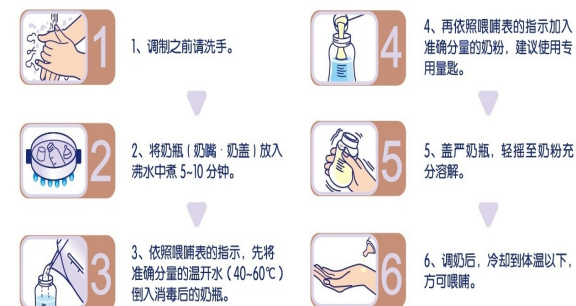 1
1、调制之前请洗手。
2
2、将奶瓶（奶嘴·奶盖）放入
沸水中煮5~10分钟。
3
3、依照喂哺表的指示，先将
准确分量的温开水（40~60℃）
倒入消毒后的奶瓶。
4
4、再依照喂哺表的指示加入
准确分量的奶粉，建议使用专
用量匙。
5
5、盖严奶瓶，轻摇至奶粉充
分溶解。
6
6、调奶后，冷却到体温以下，
方可喂哺。